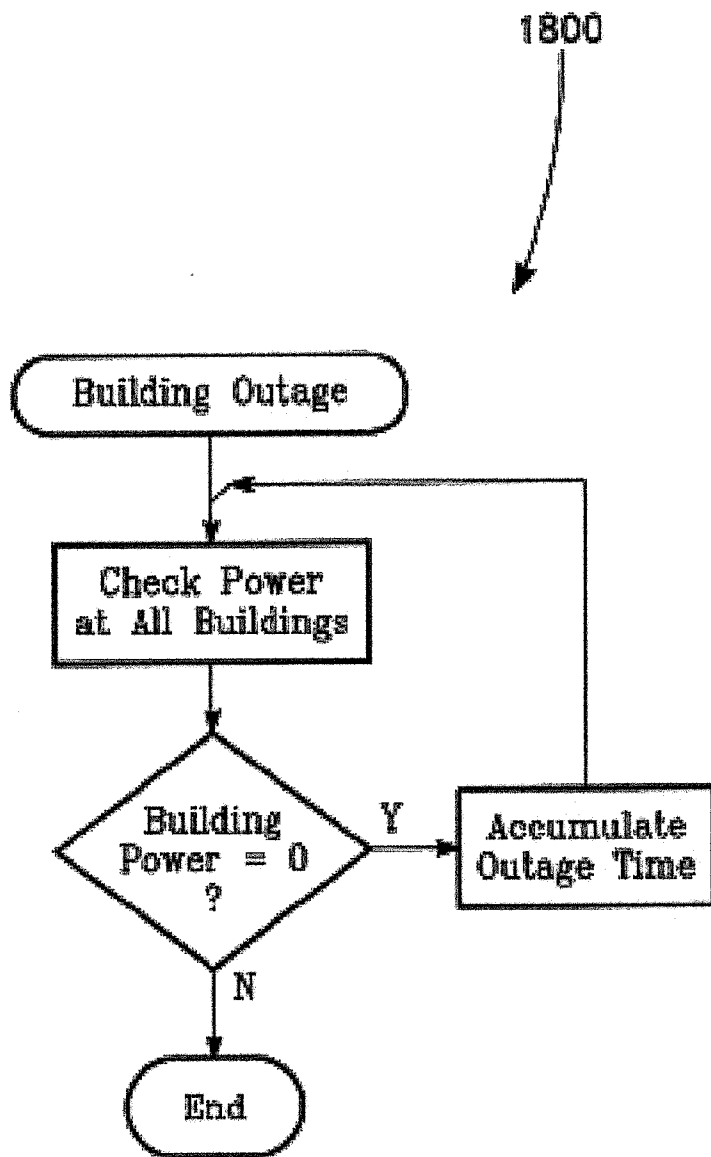 1800
Building Outage
Check Power
at All Buildings
Building
Power = 0
?
Y
Accumulate
Outage Time
N
End